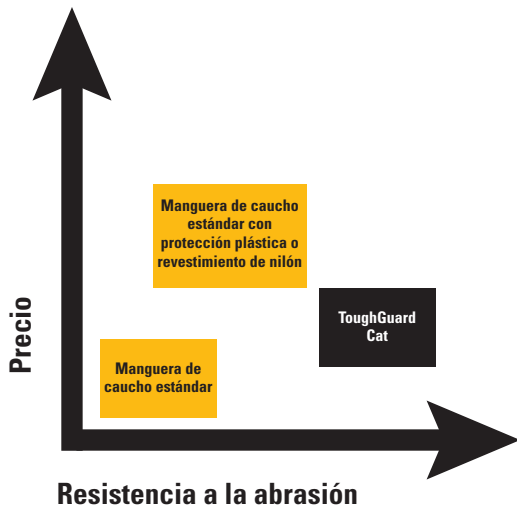 Precio
Manguera de caucho
estándar con
protección plástica o
revestimiento de nilón
ToughGuard
Cat
Manguera de
caucho estándar
Resistencia a la abrasión